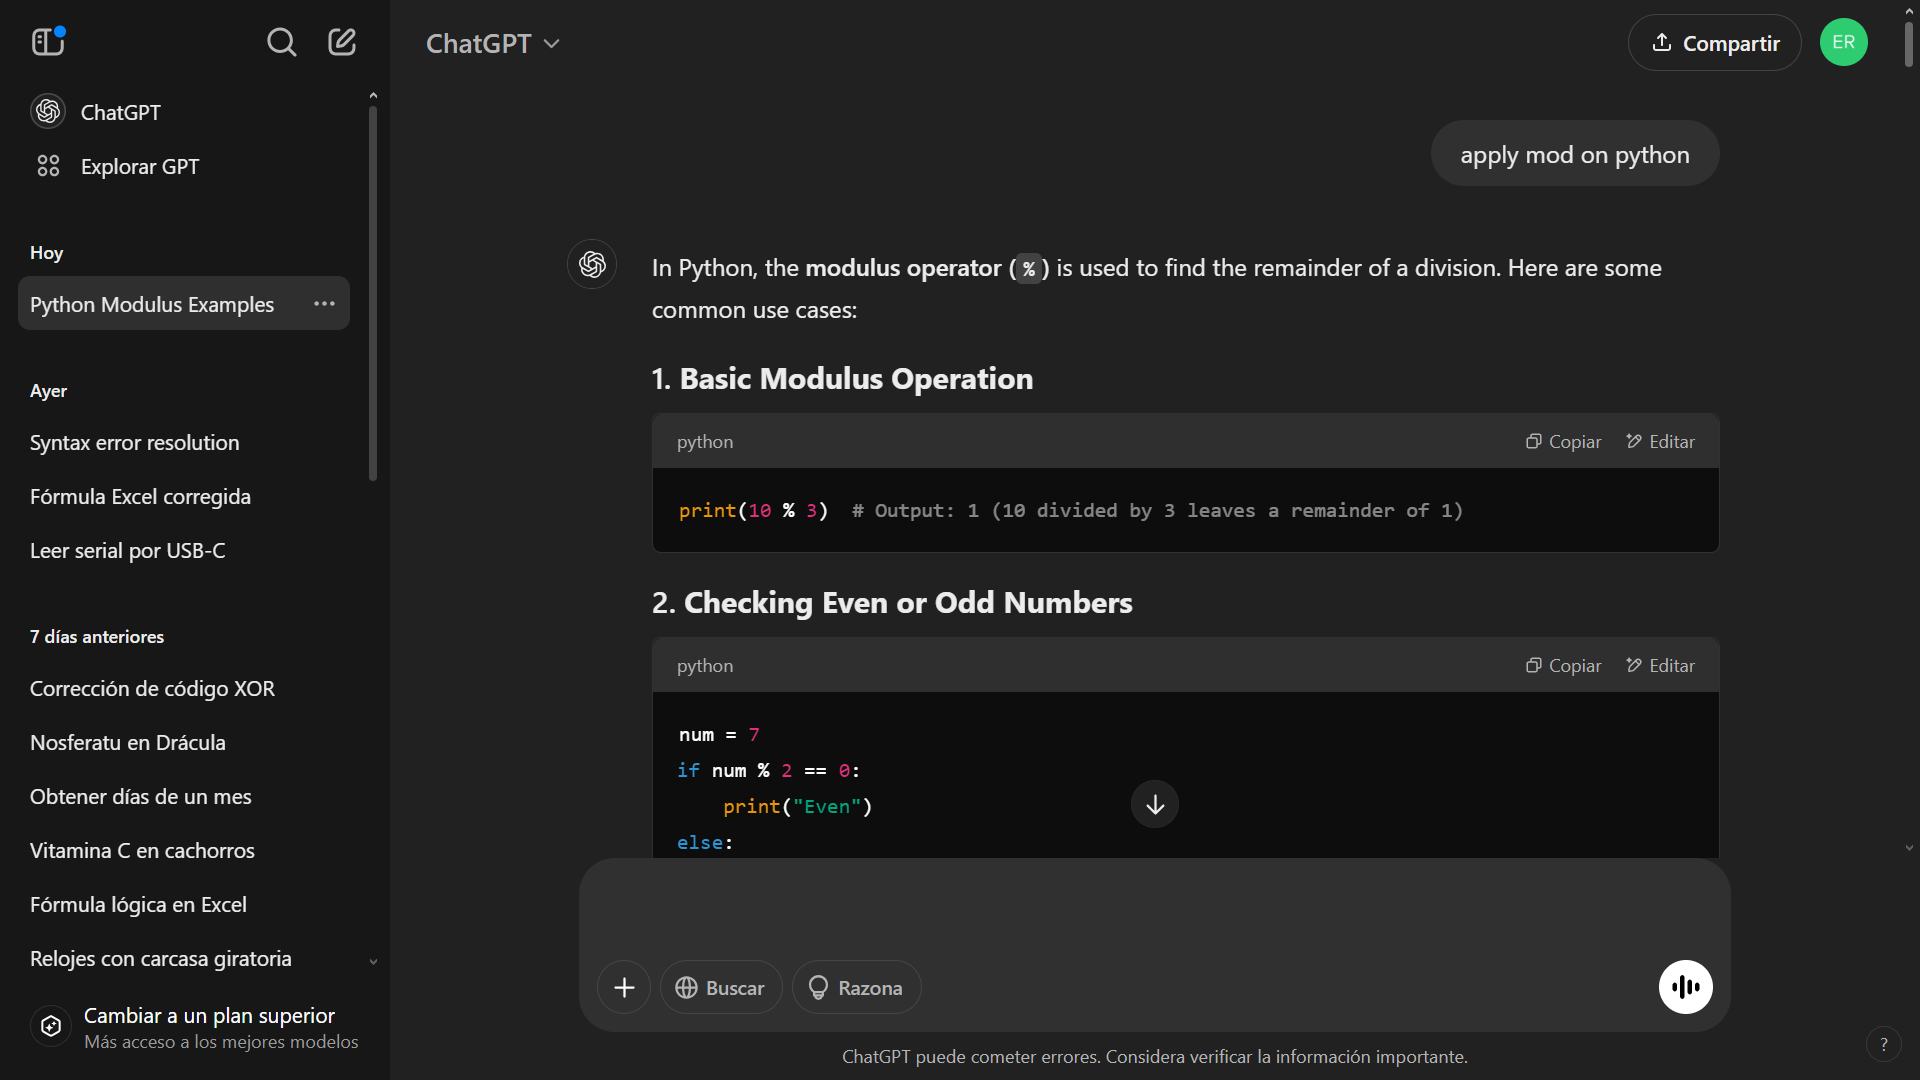 ChatGPT
Explorar GPT
Hoy
Python Modulus Examples
Ayer
Syntax error resolution
Fórmula Excel corregida
Leer serial por USB-C
7 días anteriores
Corrección de código XOR
Nosferatu en Drácula
Obtener días de un mes
Vitamina C en cachorros
Fórmula lógica en Excel
Relojes con carcasa giratoria
Cambiar a un plan superior
Más acceso a los mejores modelos
ChatGPT
Compartir
ER
apply mod on python
In Python, the modulus operator (%) is used to find the remainder of a division. Here are some
common use cases:
1. Basic Modulus Operation
python Copiar Editar
print(10 % 3)  # Output: 1 (10 divided by 3 leaves a remainder of 1)
2. Checking Even or Odd Numbers
python Copiar Editar
num = 7
if num % 2 == 0:
    print("Even")
else:
Buscar Razona
ChatGPT puede cometer errores. Considera verificar la información importante.
?